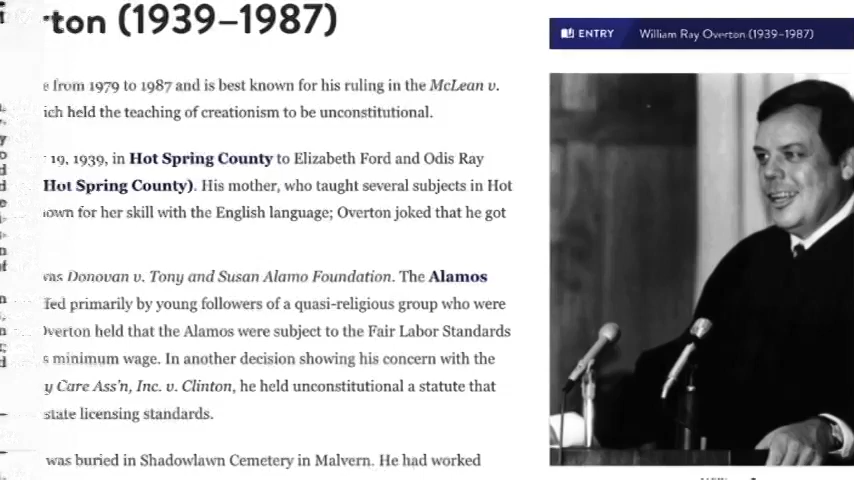 ton (1939–1987)
ENTRY William Ray Overton (1939–1987)
from 1979 to 1987 and is best known for his ruling in the McLean v.
ich held the teaching of creationism to be unconstitutional.
19, 1939, in Hot Spring County to Elizabeth Ford and Odis Ray
Hot Spring County). His mother, who taught several subjects in Hot
own for her skill with the English language; Overton joked that he got
as Donovan v. Tony and Susan Alamo Foundation. The Alamos
fed primarily by young followers of a quasi-religious group who were
Overton held that the Alamos were subject to the Fair Labor Standards
s minimum wage. In another decision showing his concern with the
y Care Ass'n, Inc. v. Clinton, he held unconstitutional a statute that
state licensing standards.
was buried in Shadowlawn Cemetery in Malvern. He had worked